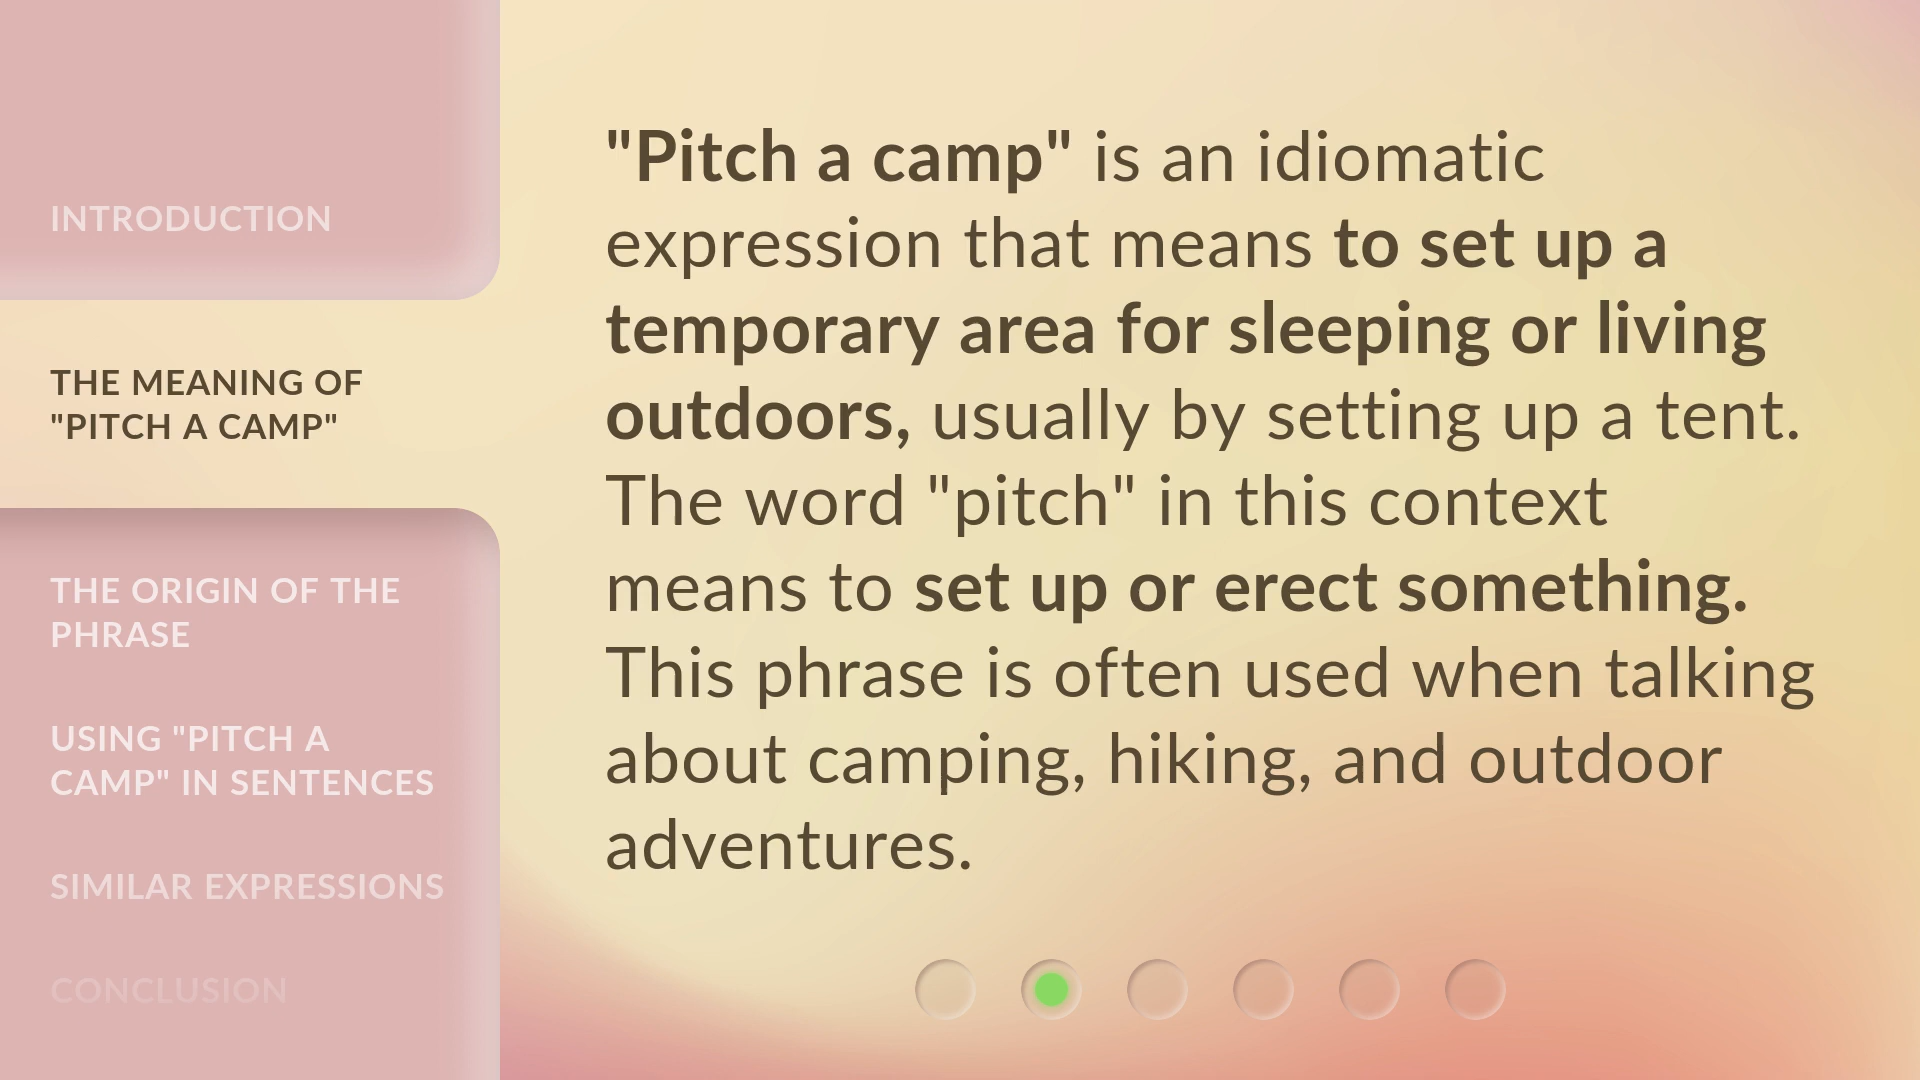 INTRODUCTION
THE MEANING OF
"PITCH A CAMP"
THE ORIGIN OF THE
PHRASE
USING "PITCH A
CAMP" IN SENTENCES
SIMILAR EXPRESSIONS
CONCLUSION
"Pitch a camp" is an idiomatic
expression that means to set up a
temporary area for sleeping or living
outdoors, usually by setting up a tent.
The word "pitch" in this context
means to set up or erect something.
This phrase is often used when talking
about camping, hiking, and outdoor
adventures.